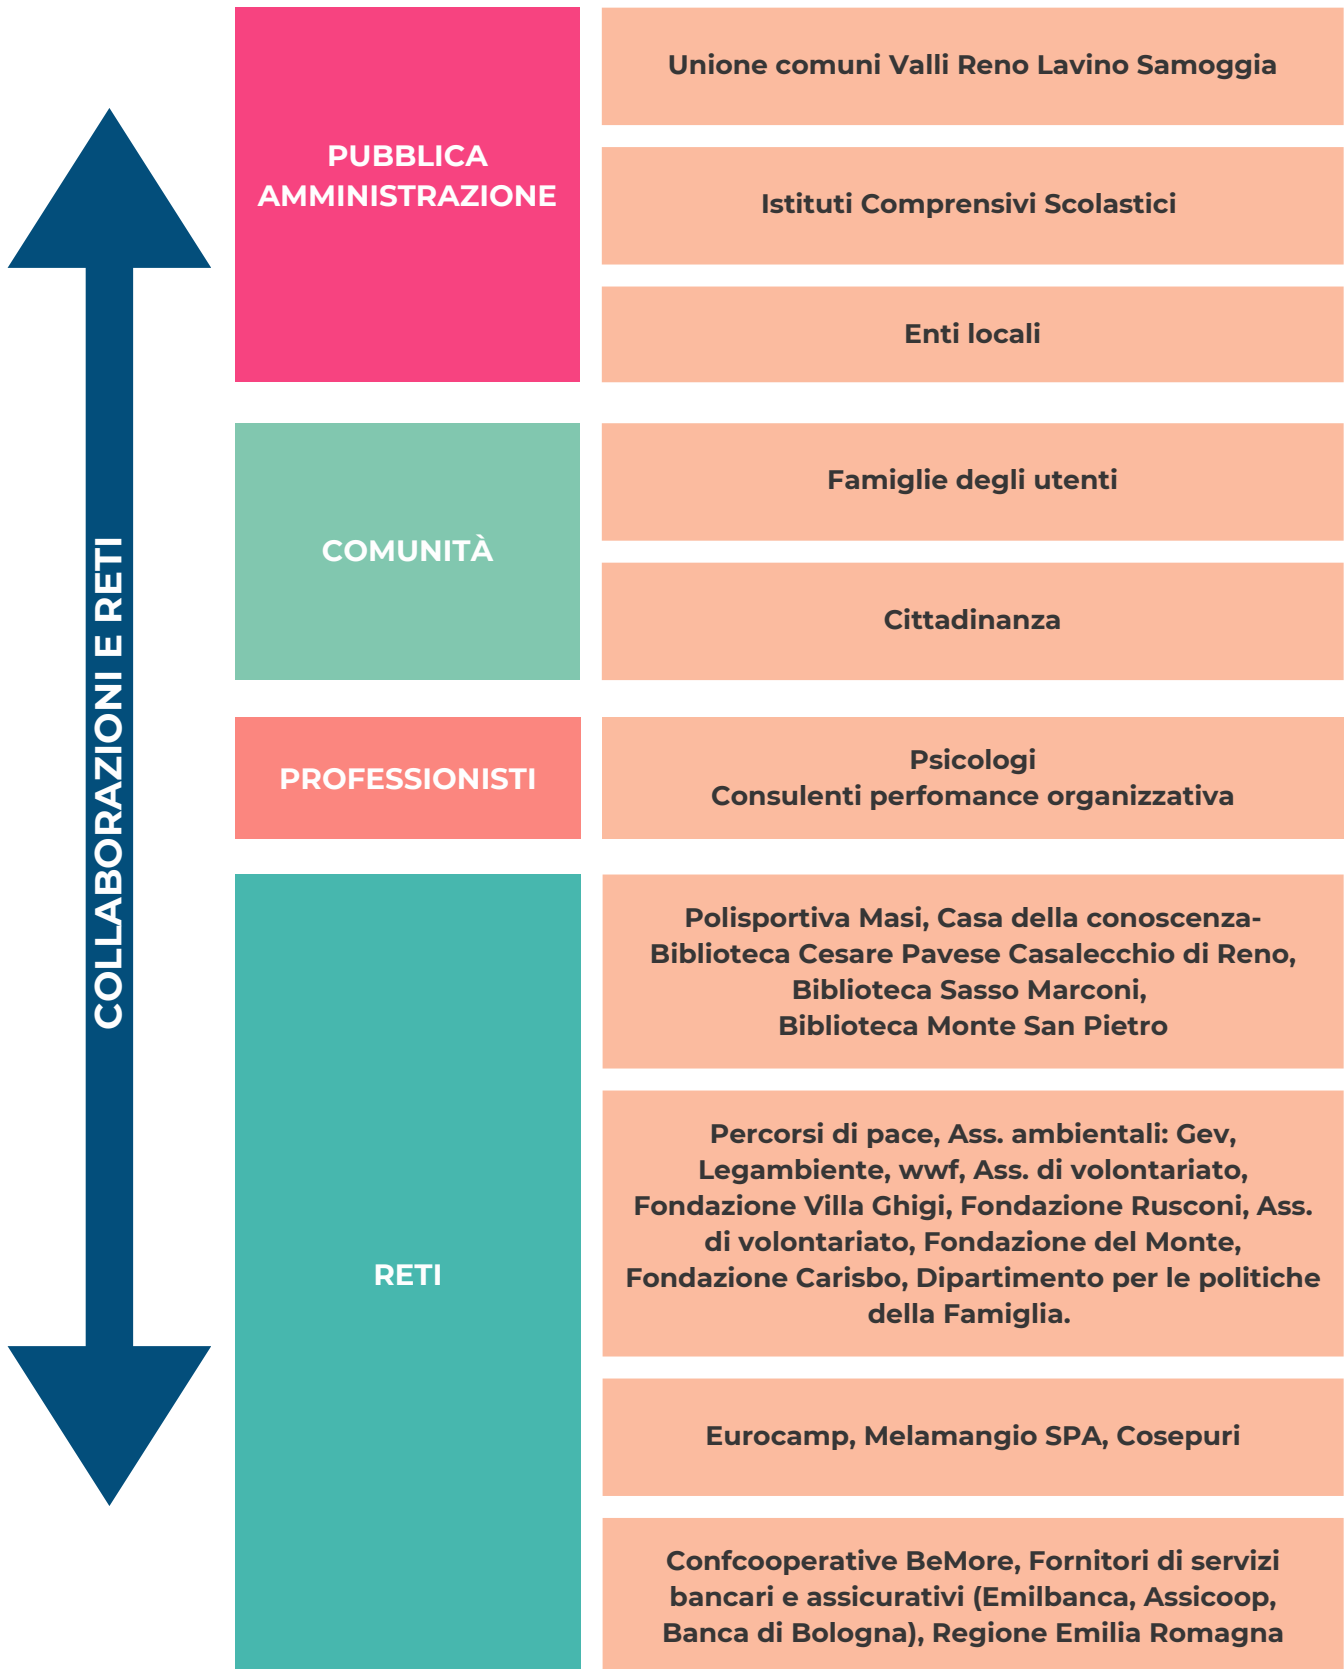 COLLABORAZIONI E RETI
PUBBLICA
AMMINISTRAZIONE
Unione comuni Valli Reno Lavino Samoggia
Istituti Comprensivi Scolastici
Enti locali
COMUNITÀ
Famiglie degli utenti
Cittadinanza
PROFESSIONISTI
Psicologi
Consulenti perfomance organizzativa
RETI
Polisportiva Masi, Casa della conoscenza-
Biblioteca Cesare Pavese Casalecchio di Reno,
Biblioteca Sasso Marconi,
Biblioteca Monte San Pietro
Percorsi di pace, Ass. ambientali: Gev,
Legambiente, wwf, Ass. di volontariato,
Fondazione Villa Ghigi, Fondazione Rusconi, Ass.
di volontariato, Fondazione del Monte,
Fondazione Carisbo, Dipartimento per le politiche
della Famiglia.
Eurocamp, Melamangio SPA, Cosepuri
Confcooperative BeMore, Fornitori di servizi
bancari e assicurativi (Emilbanca, Assicoop,
Banca di Bologna), Regione Emilia Romagna